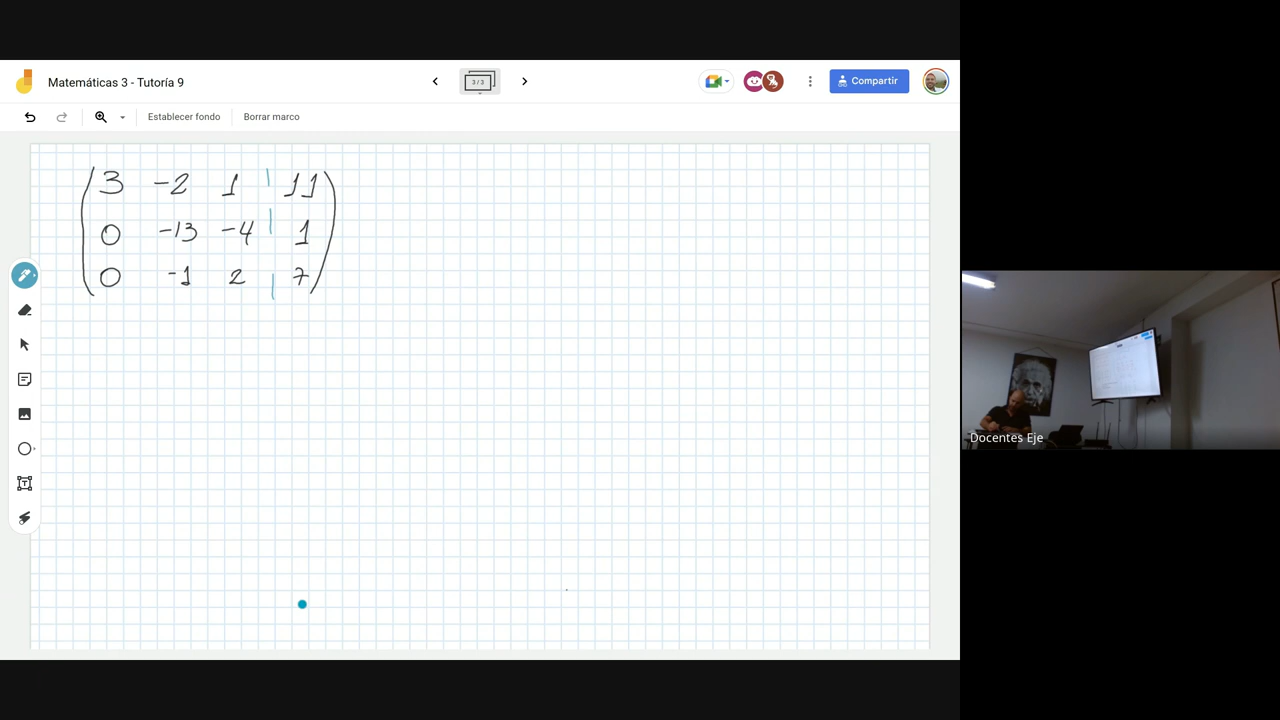 Matemáticas 3 - Tutoría 9
3/3
Compartir
Establecer fondo
Borrar marco
3 -2 1 | 11
0 -13 -4 | 1
0 -1 2 | 7
Docentes Eje